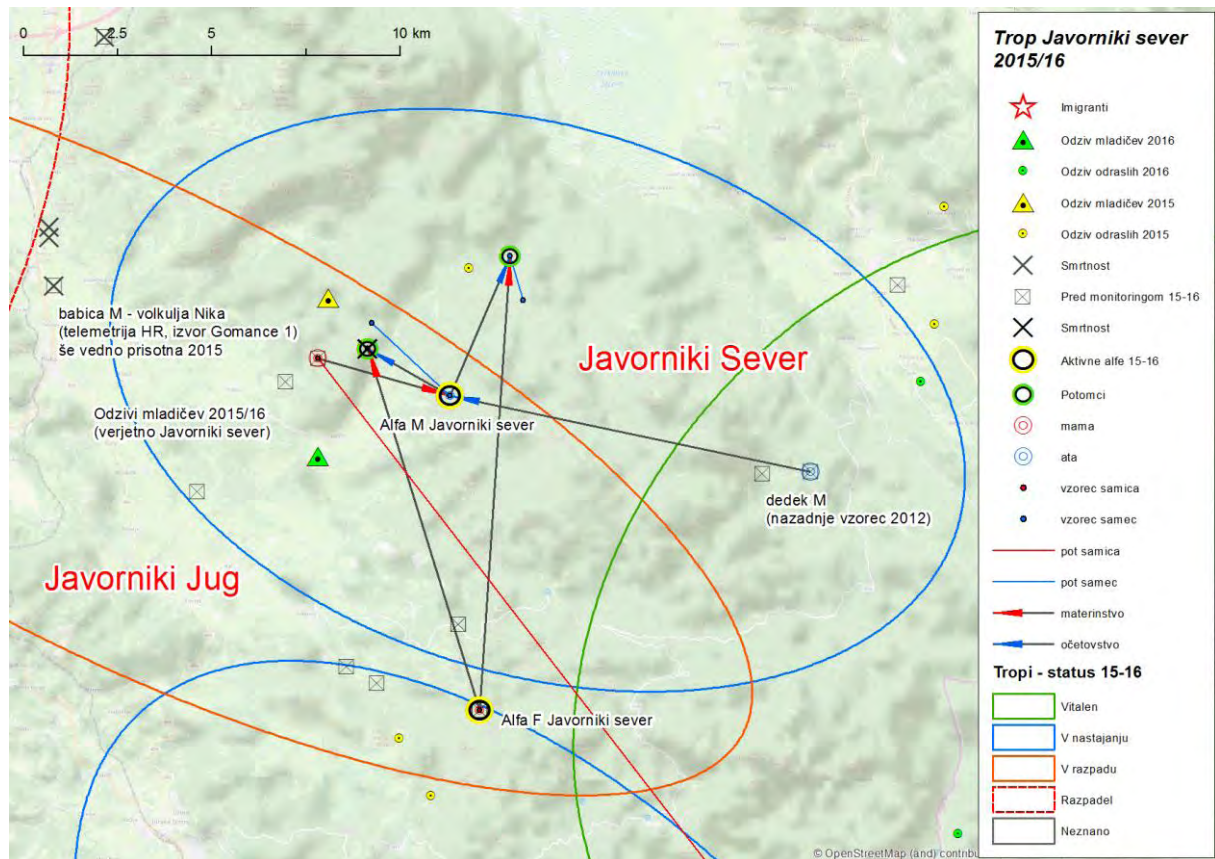 0
2.5
5
10 km
babica M - volkulja Nika
(telemetrija HR, izvor Gomance 1)
še vedno prisotna 2015
Odzivi mladičev 2015/16
(verjetno Javorniki sever)
Javorniki Sever
Alfa M Javorniki sever
dedek M
(nazadnje vzorec 2012)
Javorniki Jug
Alfa F Javorniki sever
© OpenStreetMap (and) contribu
Trop Javorniki sever
2015/16
Imigranti
Odziv mladičev 2016
Odziv odraslih 2016
Odziv mladičev 2015
Odziv odraslih 2015
Smrtnost
Pred monitoringom 15-16
Smrtnost
Aktivne alfe 15-16
Potomci
mama
ata
vzorec samica
vzorec samec
pot samica
pot samec
materinstvo
očetovstvo
Tropi - status 15-16
Vitalen
V nastajanju
V razpadu
Razpadel
Neznano